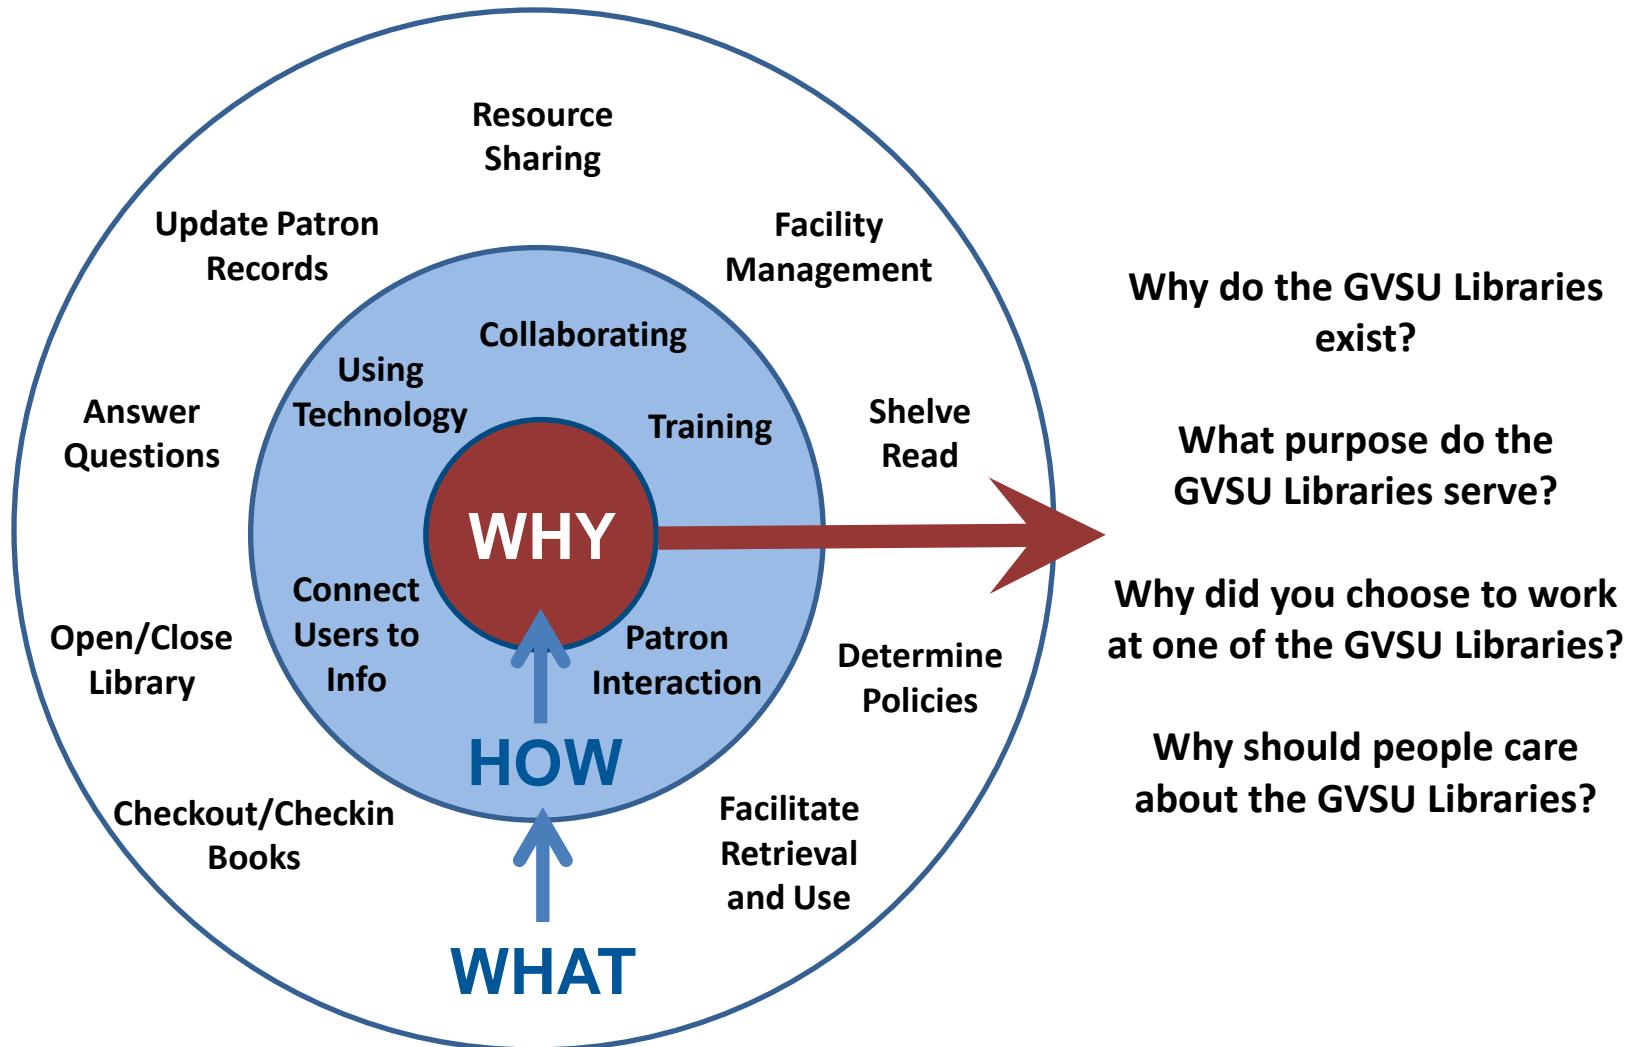 Resource
Sharing
Update Patron
Records
Facility
Management
Answer
Questions
Shelve
Read
Open/Close
Library
Determine
Policies
Checkout/Checkin
Books
Facilitate
Retrieval
and Use
WHAT
Collaborating
Using
Technology
Training
Connect
Users to
Info
Patron
Interaction
HOW
WHY
Why do the GVSU Libraries
exist?
What purpose do the
GVSU Libraries serve?
Why did you choose to work
at one of the GVSU Libraries?
Why should people care
about the GVSU Libraries?